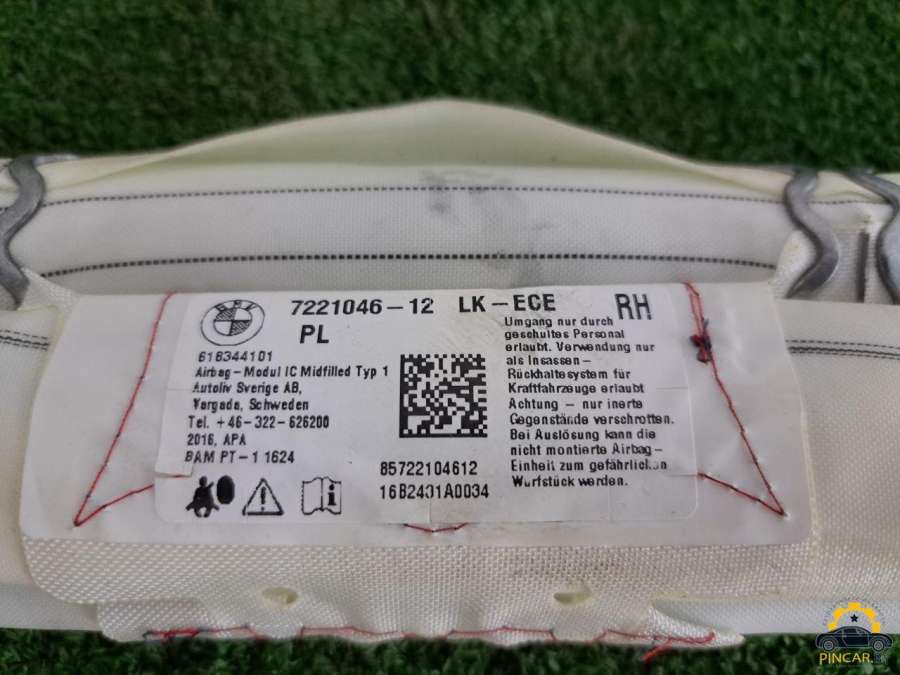 BMW
7221046-12 LK-ECE RH
PL
616344101
Airbag-Modul IC Midfilled Typ 1
Autoliv Sverige AB,
Vargada, Schweden
Tel. +46-322-626200
2016, APA
BAM PT-1 1624
Umgang nur durch
geschultes Personal
erlaubt. Verwendung nur
als Insassen-
Rückhaltesystem für
Kraftfahrzeuge erlaubt
Achtung - nur inerte
Gegenstände verschrotten.
Bei Auslösung kann die
nicht montierte Airbag-
Einheit zum gefährlichen
Wurfstück werden.
85722104612
16B2431A0034
PINCAR.